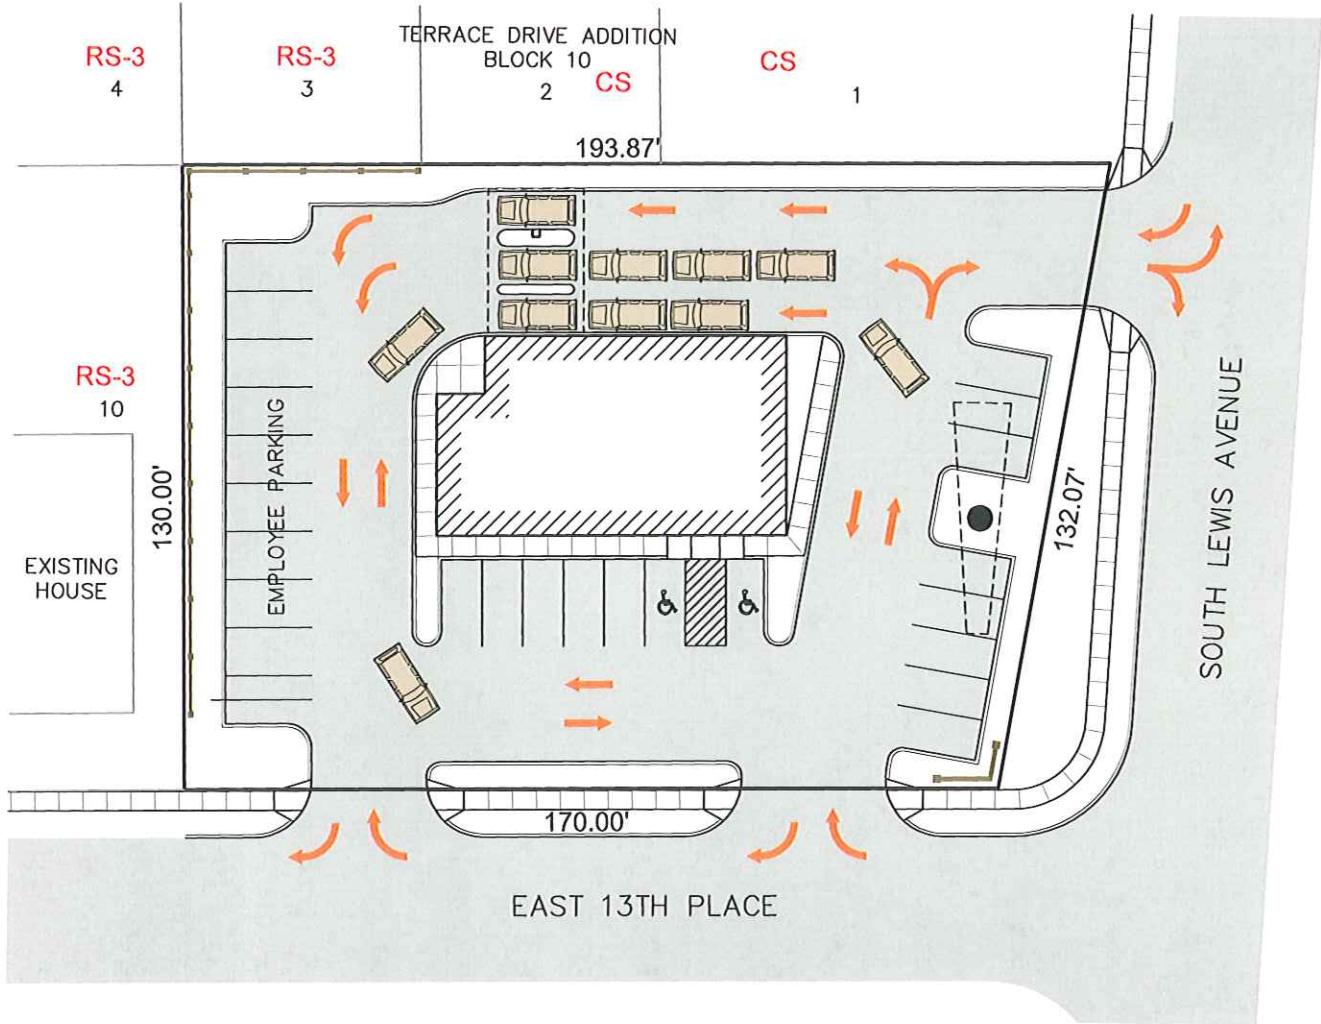 TERRACE DRIVE ADDITION
BLOCK 10
RS-3
4
RS-3
3
2
CS
CS
1
193.87'
RS-3
10
130.00'
EMPLOYEE PARKING
EXISTING
HOUSE
132.07'
SOUTH LEWIS AVENUE
170.00'
EAST 13TH PLACE